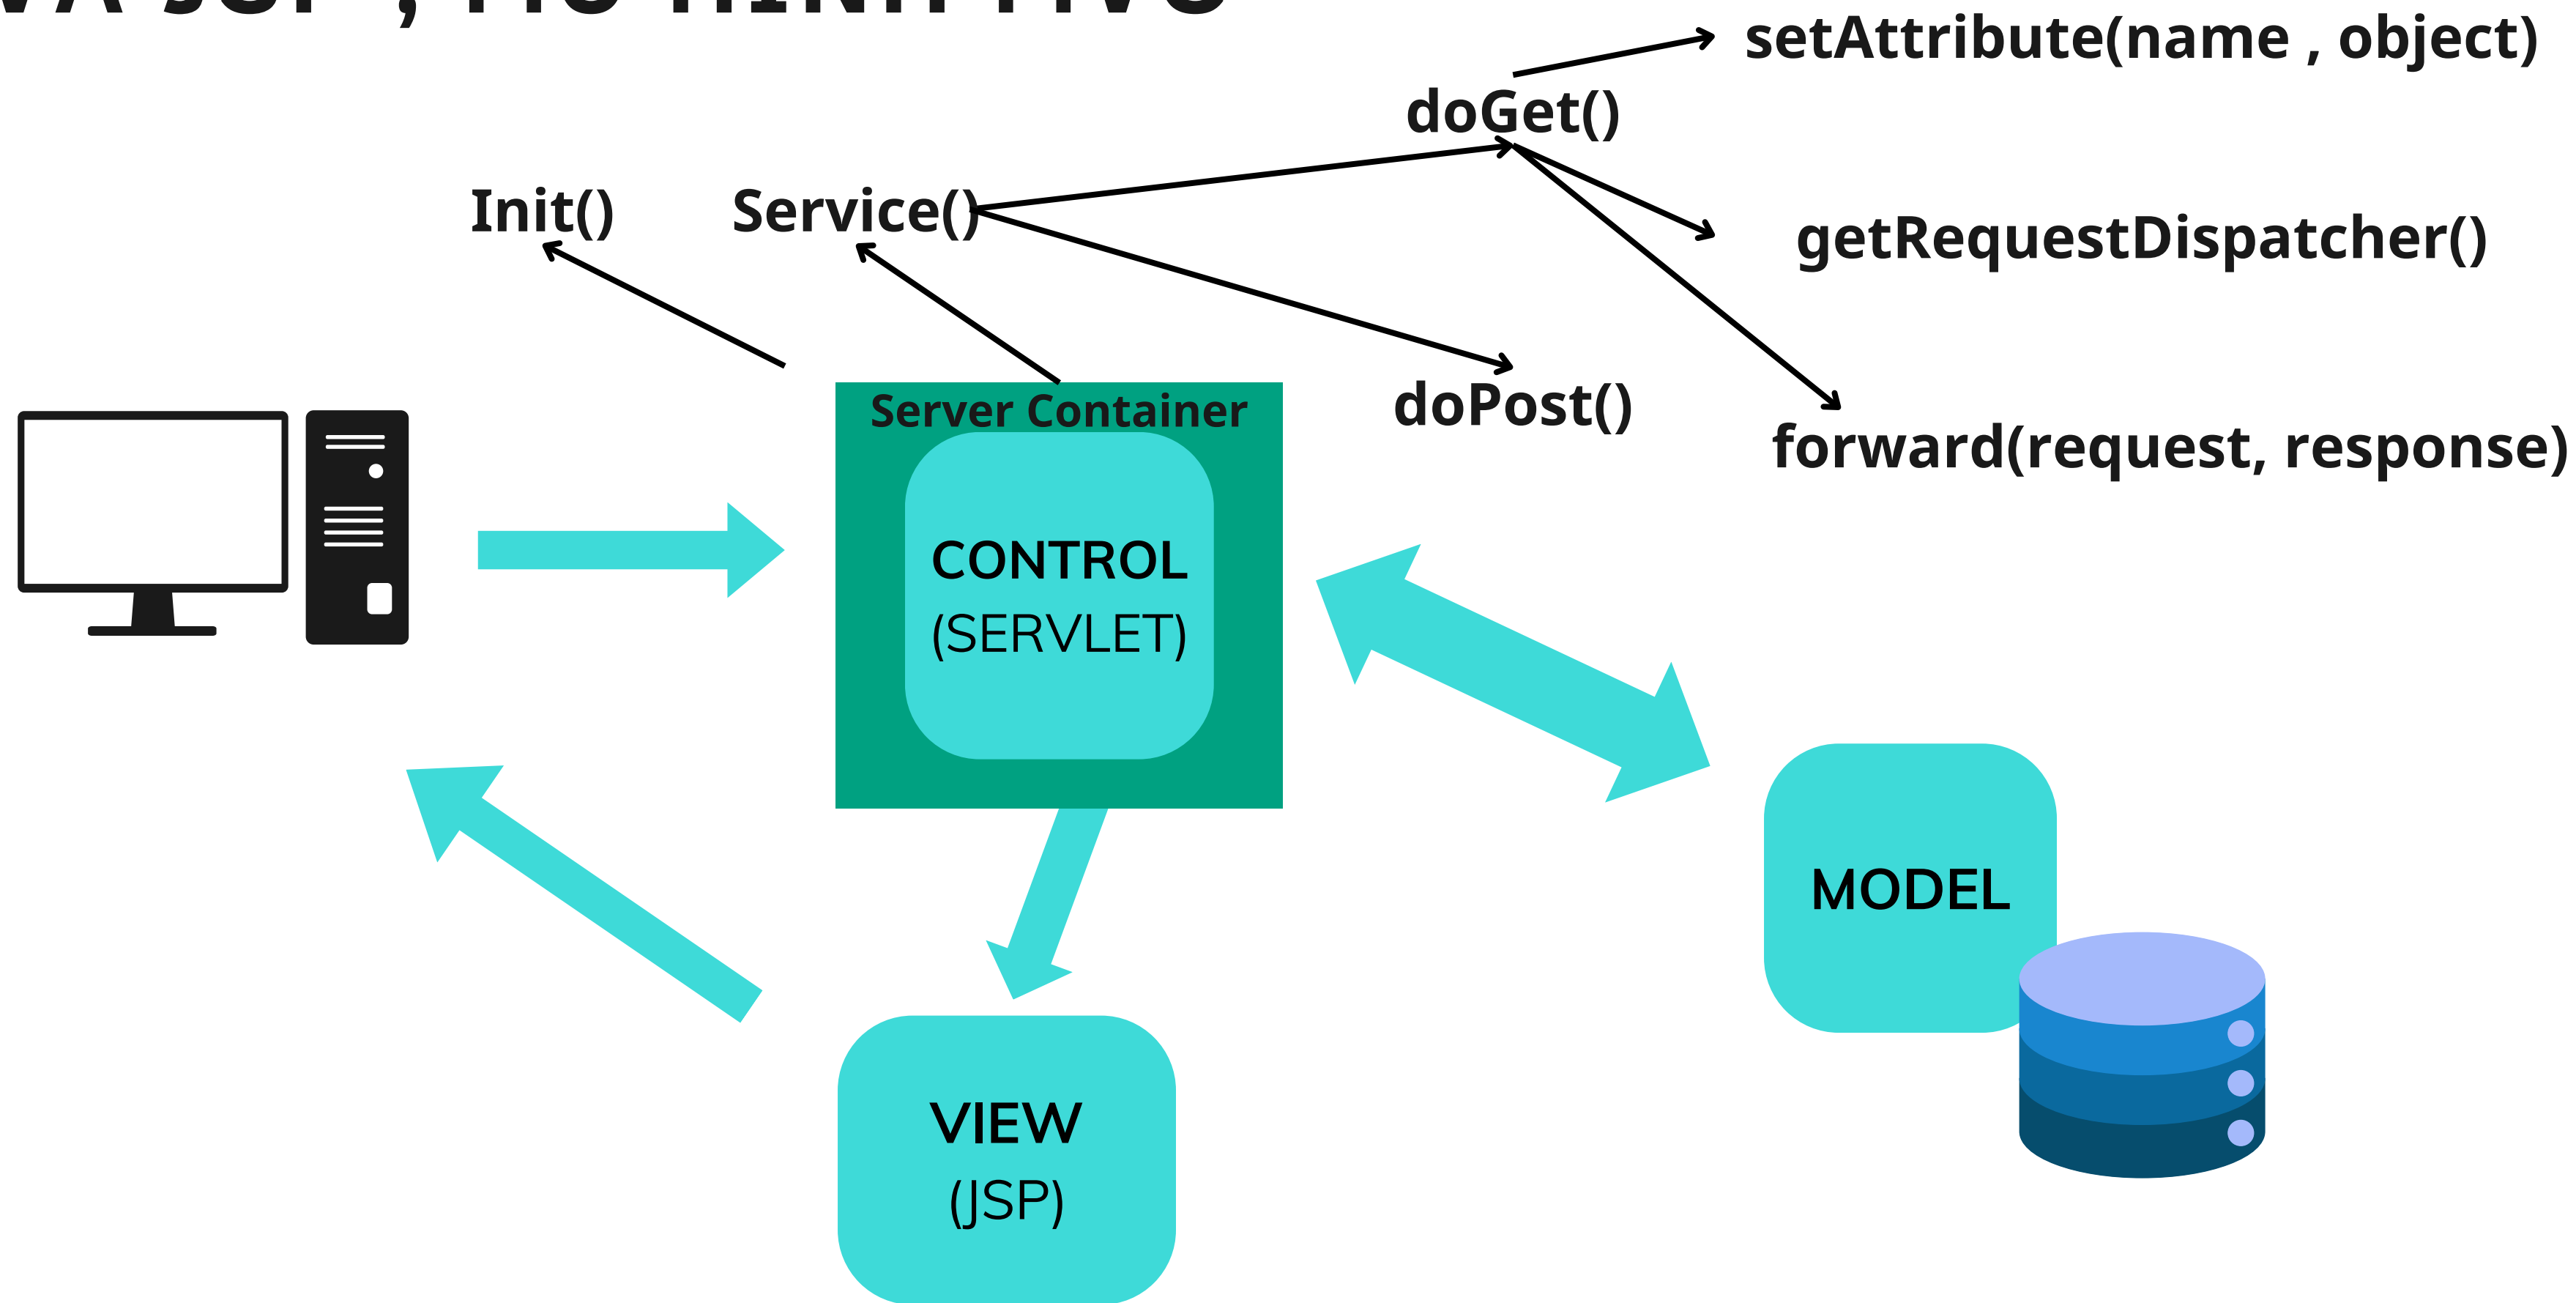 setAttribute(name , object)
doGet()
Init()
Service()
getRequestDispatcher()
Server Container
doPost()
forward(request, response)
CONTROL
(SERVLET)
MODEL
VIEW
(JSP)